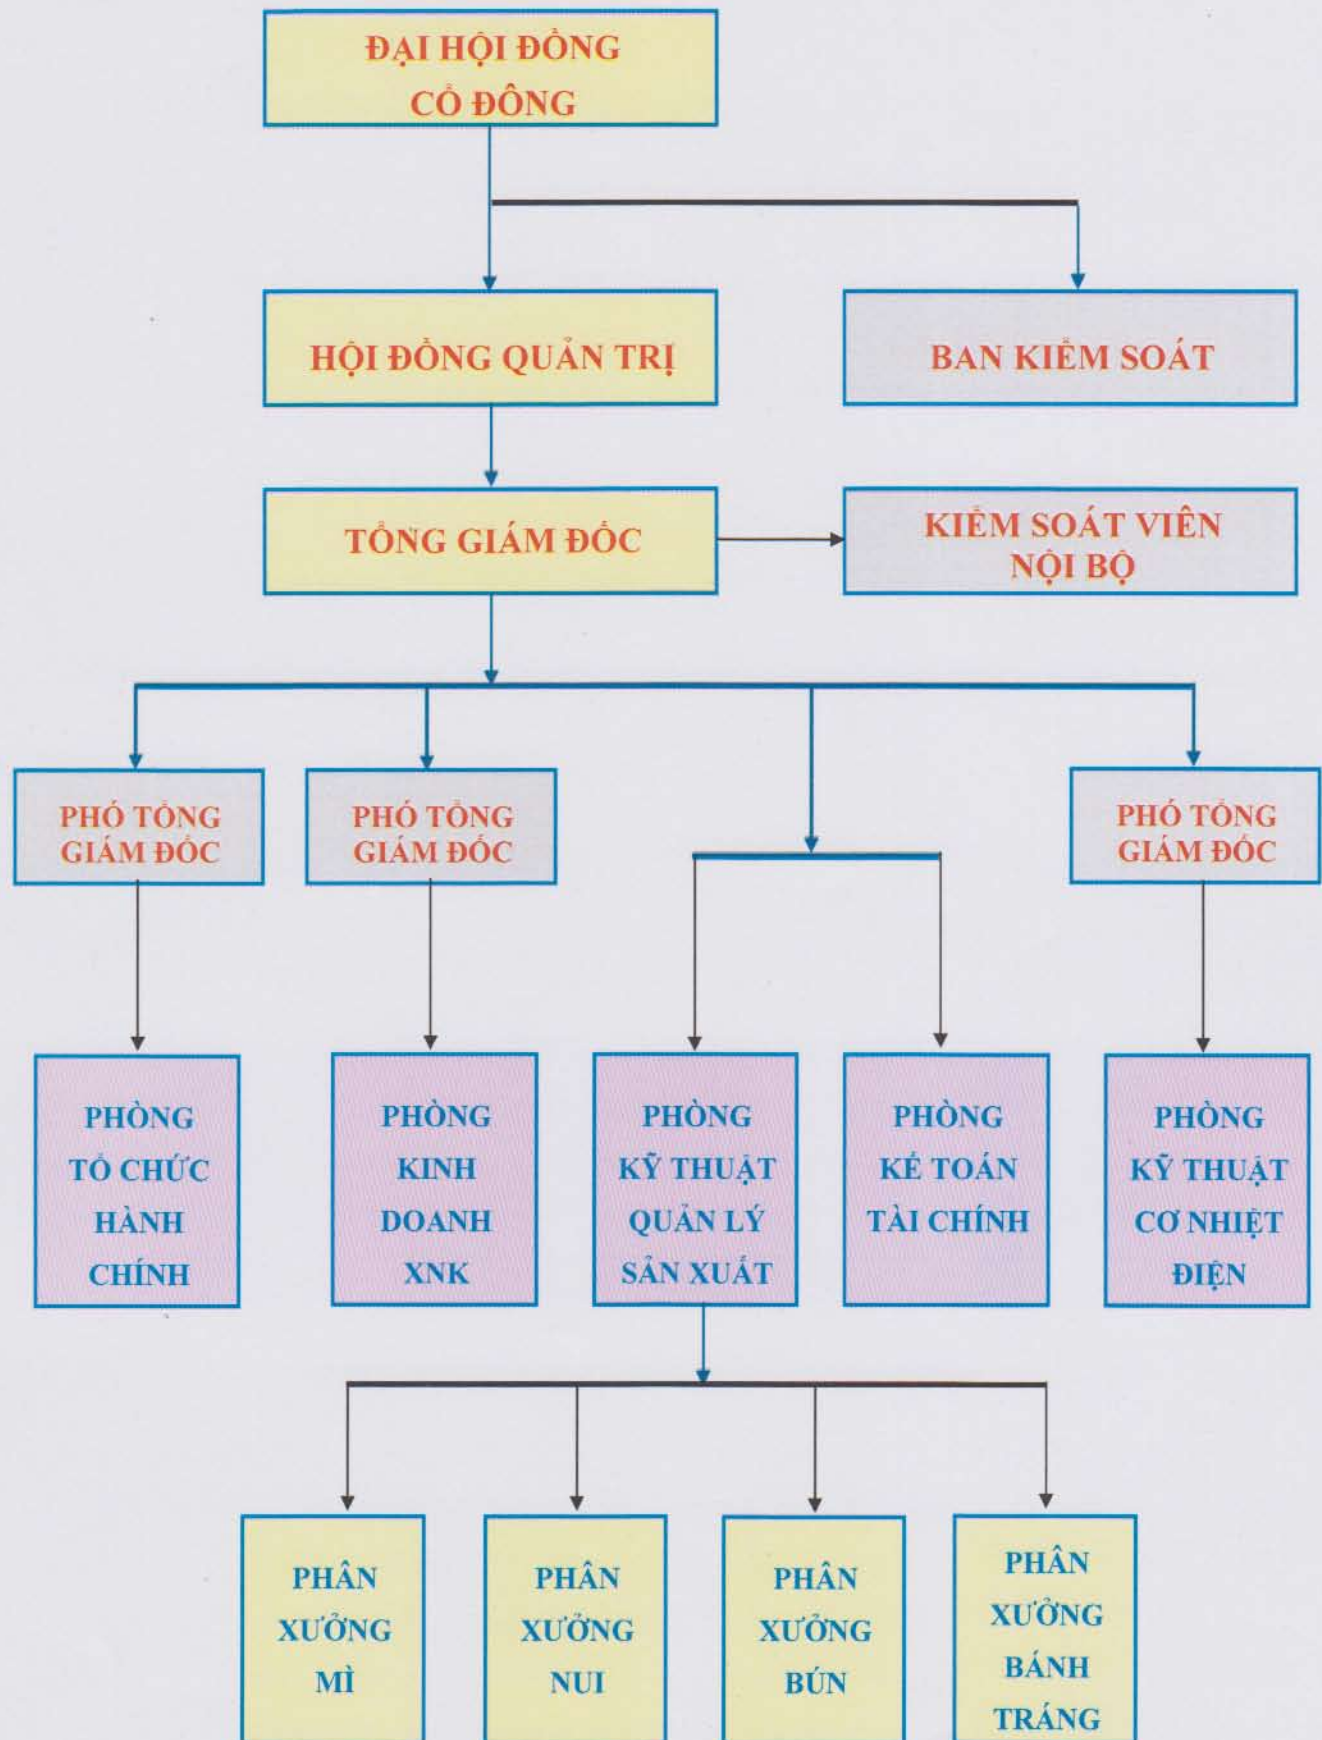 ĐẠI HỘI ĐỒNG
CỔ ĐÔNG
HỘI ĐỒNG QUẢN TRỊ
BAN KIỂM SOÁT
TỔNG GIÁM ĐỐC
KIỂM SOÁT VIÊN
NỘI BỘ
PHÓ TỔNG
GIÁM ĐỐC
PHÓ TỔNG
GIÁM ĐỐC
PHÓ TỔNG
GIÁM ĐỐC
PHÒNG
TỔ CHỨC
HÀNH
CHÍNH
PHÒNG
KINH
DOANH
XNK
PHÒNG
KỸ THUẬT
QUẢN LÝ
SẢN XUẤT
PHÒNG
KẾ TOÁN
TÀI CHÍNH
PHÒNG
KỸ THUẬT
CƠ NHIỆT
ĐIỆN
PHÂN
XƯỞNG
MÌ
PHÂN
XƯỞNG
NUI
PHÂN
XƯỞNG
BÚN
PHÂN
XƯỞNG
BÁNH
TRÁNG